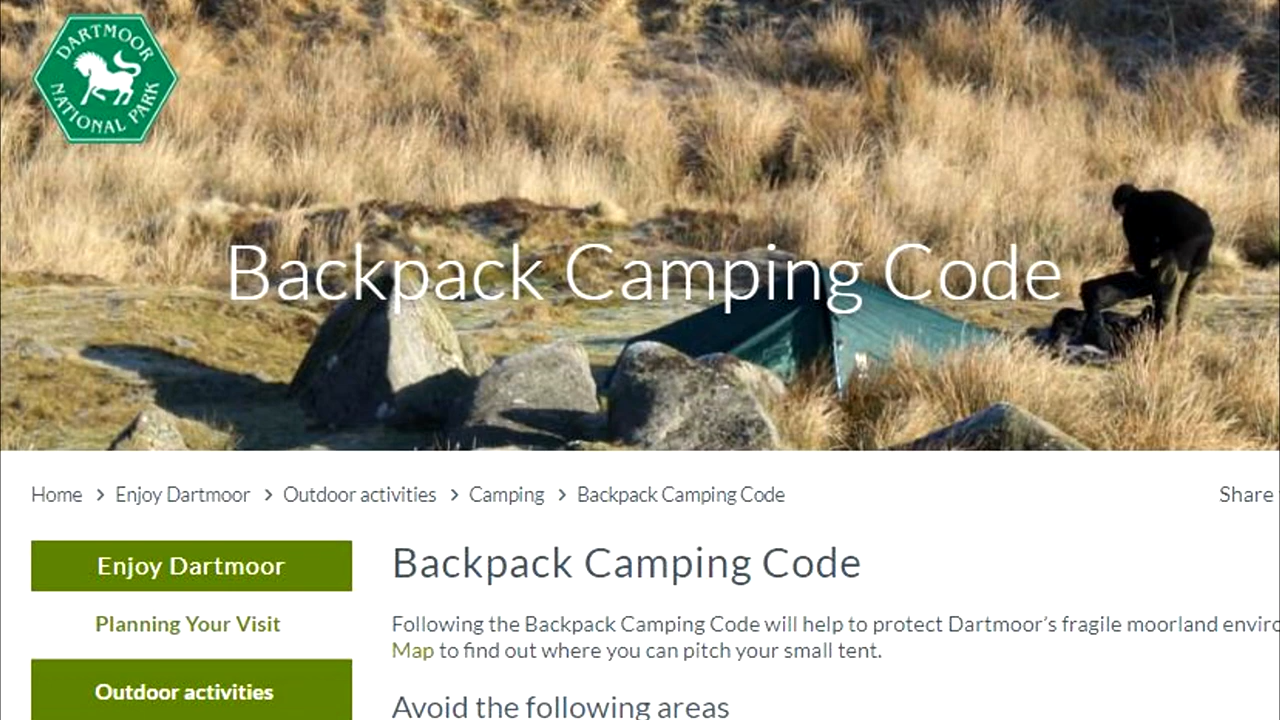 DARTMOOR
NATIONAL PARK
Backpack Camping Code
Home > Enjoy Dartmoor > Outdoor activities > Camping > Backpack Camping Code
Share
Enjoy Dartmoor
Planning Your Visit
Outdoor activities
Backpack Camping Code
Following the Backpack Camping Code will help to protect Dartmoor’s fragile moorland enviro
Map to find out where you can pitch your small tent.
Avoid the following areas